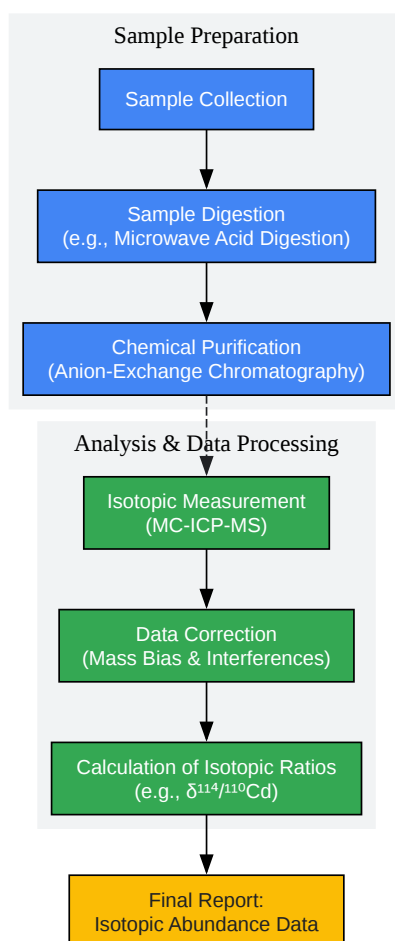 Sample Preparation
Sample Collection
Sample Digestion
(e.g., Microwave Acid Digestion)
Chemical Purification
(Anion-Exchange Chromatography)
Analysis & Data Processing
Isotopic Measurement
(MC-ICP-MS)
Data Correction
(Mass Bias & Interferences)
Calculation of Isotopic Ratios
(e.g., δ¹¹⁴/¹¹⁰Cd)
Final Report:
Isotopic Abundance Data